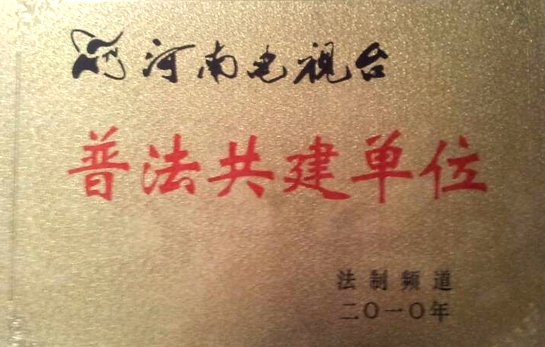 河南电视台
普法共建单位
法制频道
二〇一〇年